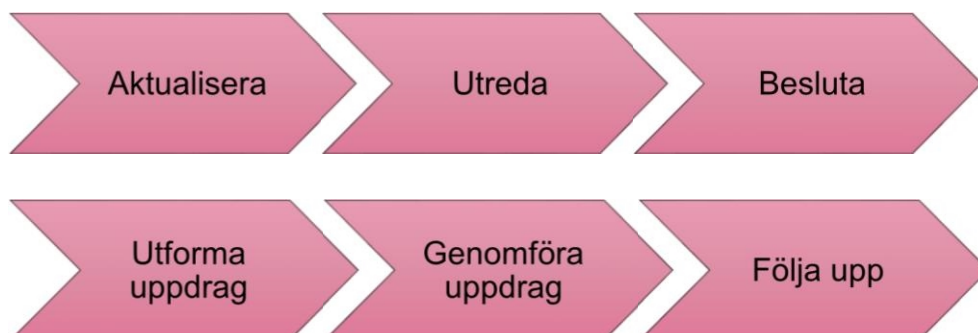 Aktualisera
Utreda
Besluta
Utforma
uppdrag
Genomföra
uppdrag
Följa upp